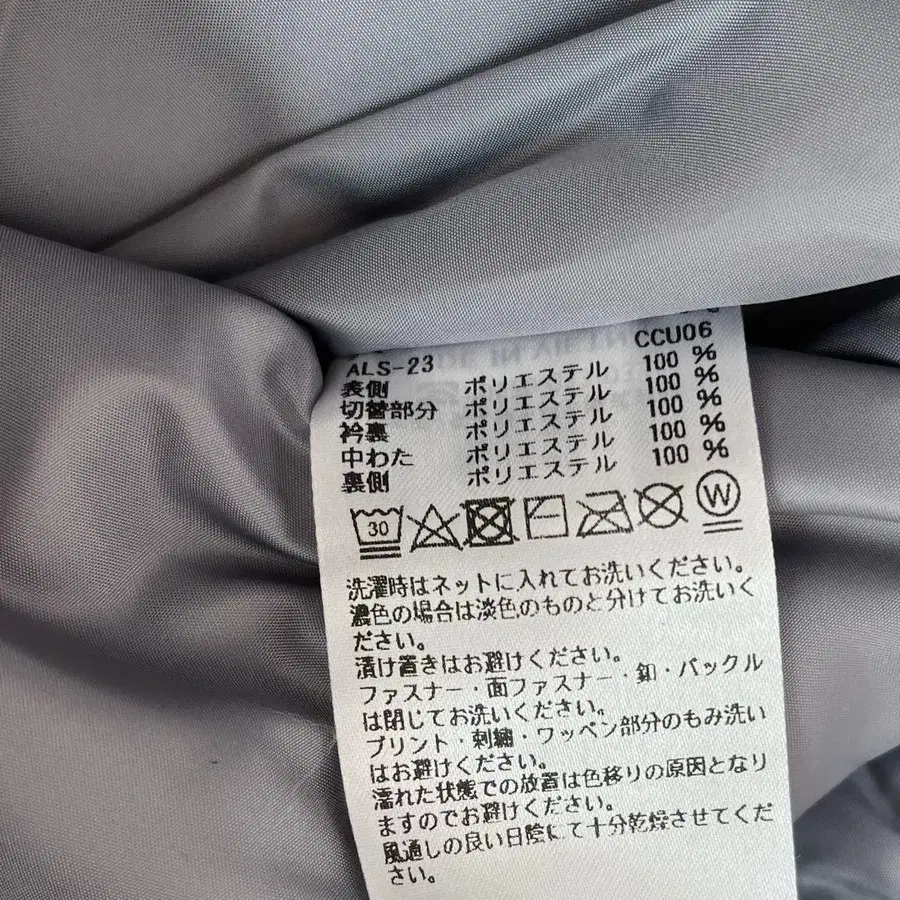 CCU06
ALS-23
表側 ポリエステル 100 %
切替部分 ポリエステル 100 %
衿裏 ポリエステル 100 %
中わた ポリエステル 100 %
裏側 ポリエステル 100 %
30 W
洗濯時はネットに入れてお洗いください。
濃色の場合は淡色のものと分けてお洗いく
ださい。
漬け置きはお避けください。
ファスナー・面ファスナー・釦・バックル
は閉じてお洗いください。
プリント・刺繍・ワッペン部分のもみ洗い
はお避けください。
濡れた状態での放置は色移りの原因となり
ますのでお避けください。
風通しの良い日陰にて十分乾燥させてくだ
さい。